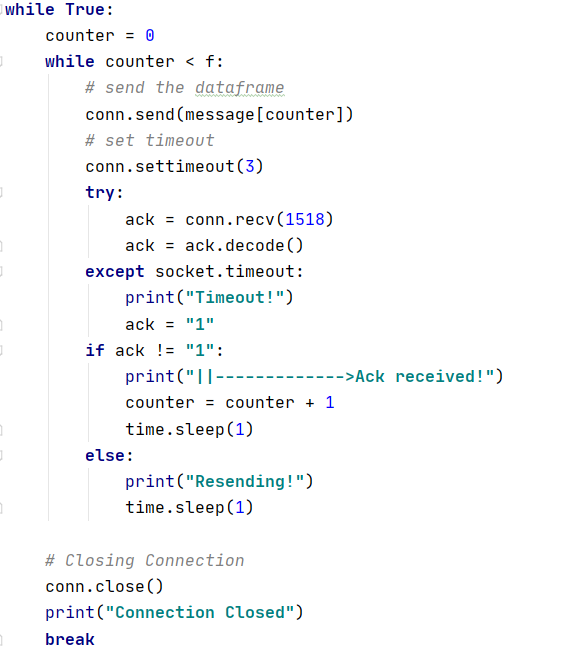 while True:
    counter = 0
    while counter < f:
        # send the dataframe
        conn.send(message[counter])
        # set timeout
        conn.settimeout(3)
        try:
            ack = conn.recv(1518)
            ack = ack.decode()
        except socket.timeout:
            print("Timeout!")
            ack = "1"
        if ack != "1":
            print("||------------->Ack received!")
            counter = counter + 1
            time.sleep(1)
        else:
            print("Resending!")
            time.sleep(1)
    # Closing Connection
    conn.close()
    print("Connection Closed")
    break